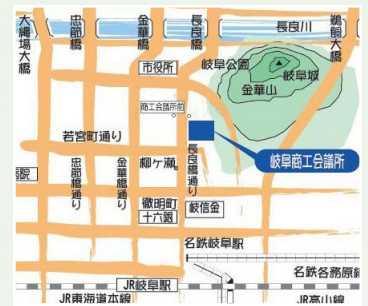 大縄場大橋
忠節橋
金華橋
長良橋
長良川
鵜飼大橋
市役所
岐阜公園
岐阜城
金華山
商工会議所前
若宮町通り
柳ヶ瀬
長良橋通り
岐阜商工会議所
病院
忠節橋通り
金華橋通り
徹明町
十六銀
岐信金
名鉄岐阜駅
名鉄各務原線
JR岐阜駅
JR東海道本線
JR高山線